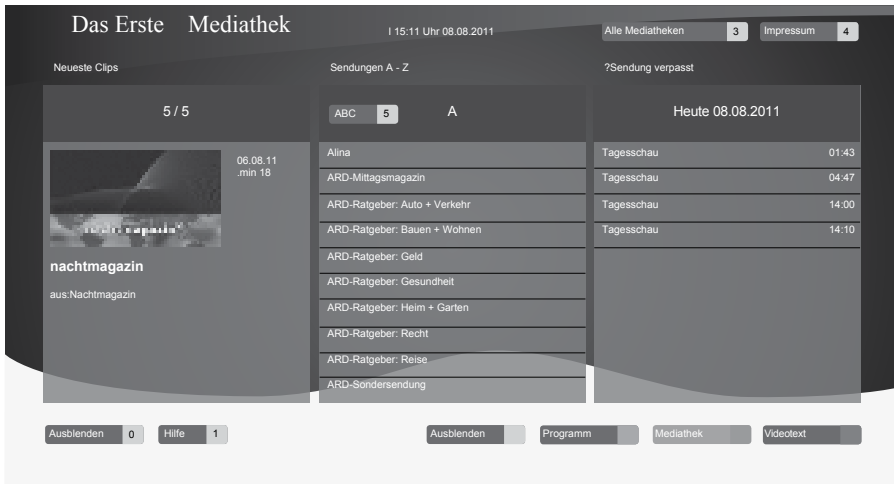 Das Erste Mediathek
I 15:11 Uhr 08.08.2011
Alle Mediatheken 3
Impressum 4
Neueste Clips
Sendungen A - Z
?Sendung verpasst
5 / 5
ABC 5
A
Heute 08.08.2011
06.08.11
.min 18
nachtmagazin
aus:Nachtmagazin
Alina
ARD-Mittagsmagazin
ARD-Ratgeber: Auto + Verkehr
ARD-Ratgeber: Bauen + Wohnen
ARD-Ratgeber: Geld
ARD-Ratgeber: Gesundheit
ARD-Ratgeber: Heim + Garten
ARD-Ratgeber: Recht
ARD-Ratgeber: Reise
ARD-Sondersendung
Tagesschau 01:43
Tagesschau 04:47
Tagesschau 14:00
Tagesschau 14:10
Ausblenden 0
Hilfe 1
Ausblenden
Programm
Mediathek
Videotext